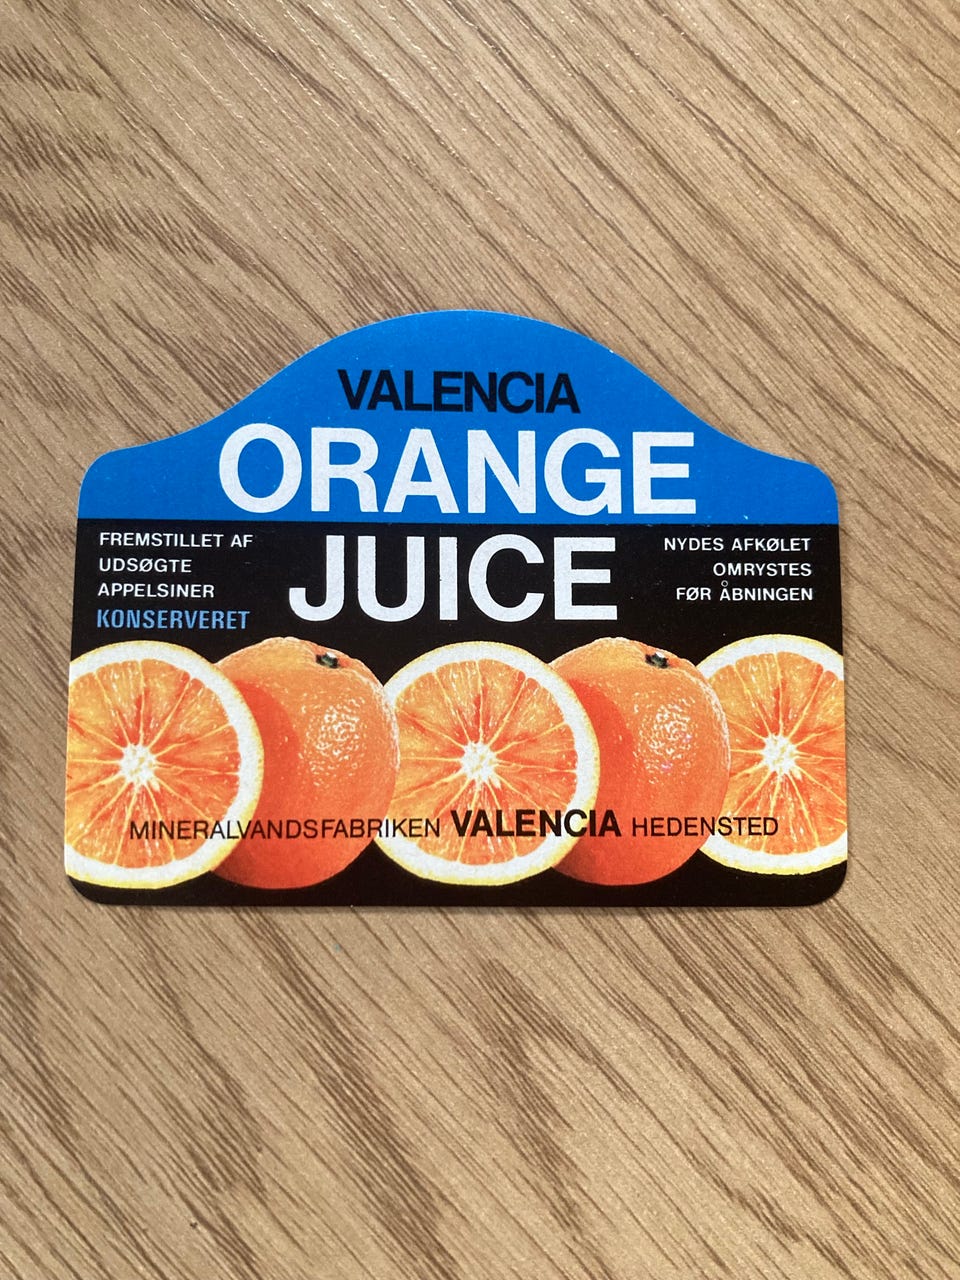 VALENCIA
ORANGE
JUICE
FREMSTILLET AF
UDSØGTE
APPELSINER
KONSERVERET
NYDES AFKØLET
OMRYSTES
FØR ÅBNINGEN
MINERALVANDSFABRIKEN VALENCIA HEDENSTED